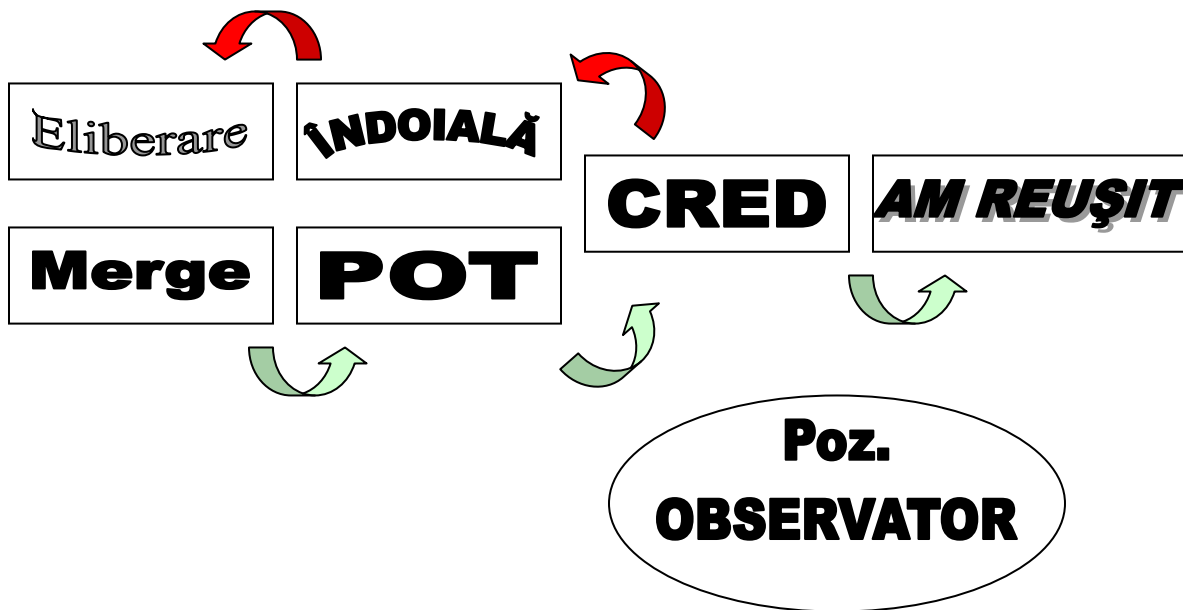 Eliberare
ÎNDOIALĂ
CRED
AM REUŞIT
Merge
POT
Poz.
OBSERVATOR